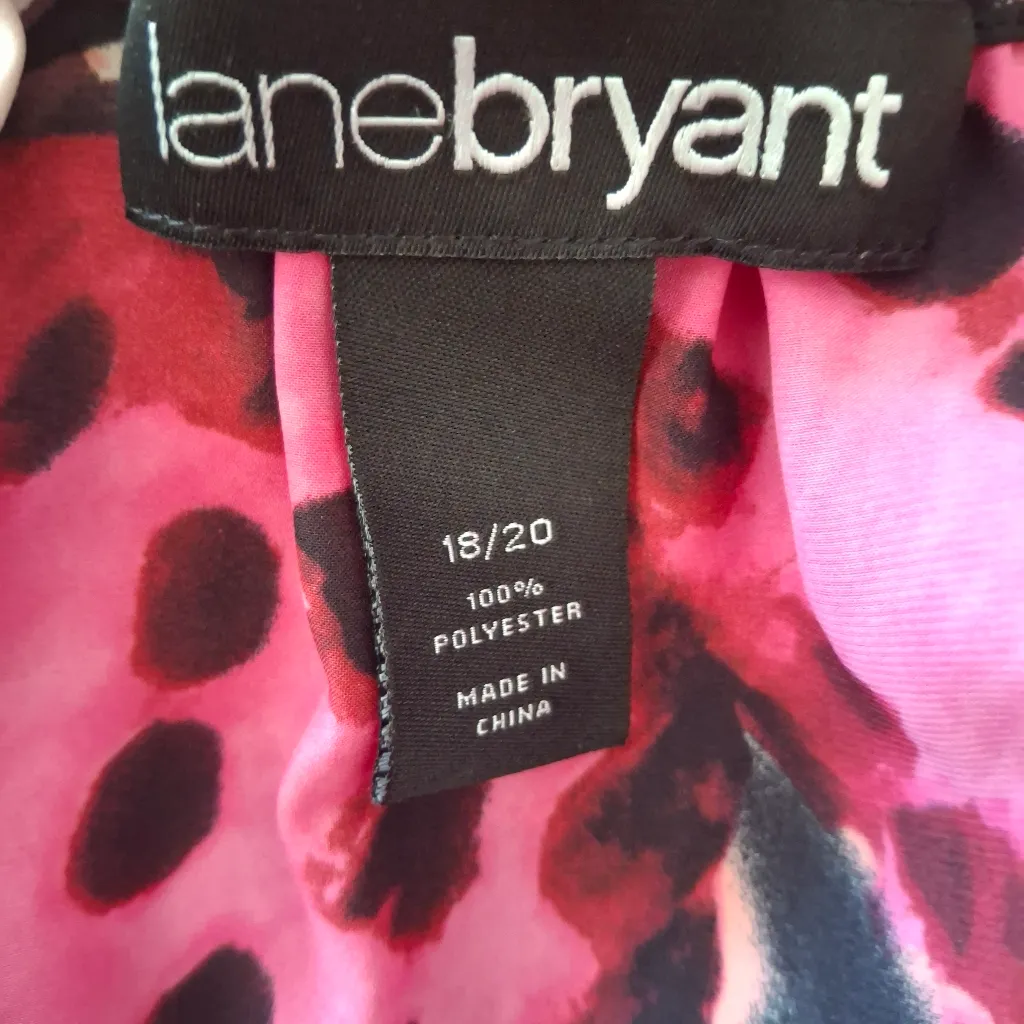 lanebryant
18/20
100%
POLYESTER
MADE IN
CHINA